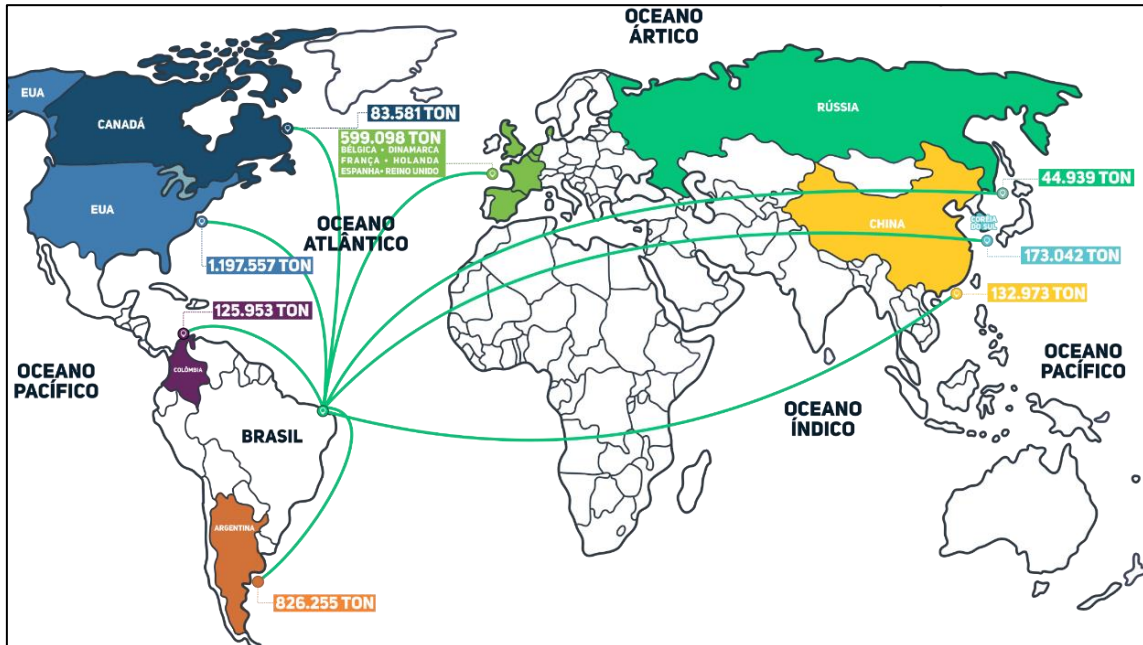 OCEANO
ÁRTICO
EUA
CANADÁ
RÚSSIA
83.581 TON
599.098 TON
BÉLGICA • DINAMARCA
FRANÇA • HOLANDA
ESPANHA• REINO UNIDO
44.939 TON
EUA
OCEANO
ATLÂNTICO
CHINA
CORÉIA
DO SUL
173.042 TON
1.197.557 TON
132.973 TON
125.953 TON
OCEANO
PACÍFICO
COLÔMBIA
OCEANO
PACÍFICO
OCEANO
ÍNDICO
BRASIL
ARGENTINA
826.255 TON